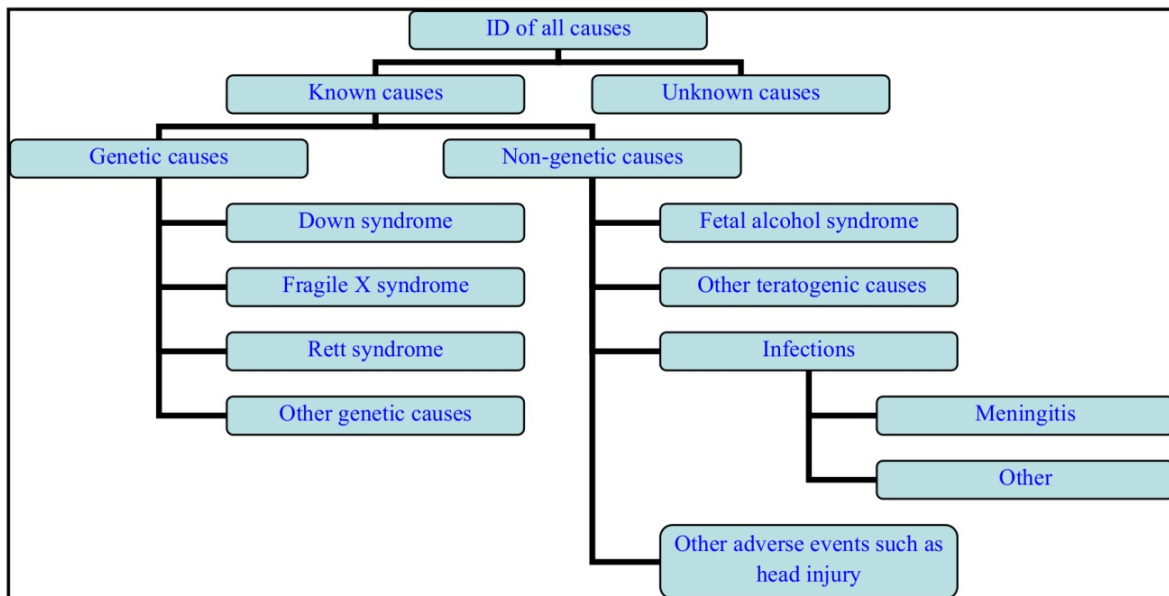 ID of all causes
Known causes
Unknown causes
Genetic causes
Non-genetic causes
Down syndrome
Fetal alcohol syndrome
Fragile X syndrome
Other teratogenic causes
Rett syndrome
Infections
Other genetic causes
Meningitis
Other
Other adverse events such as
head injury